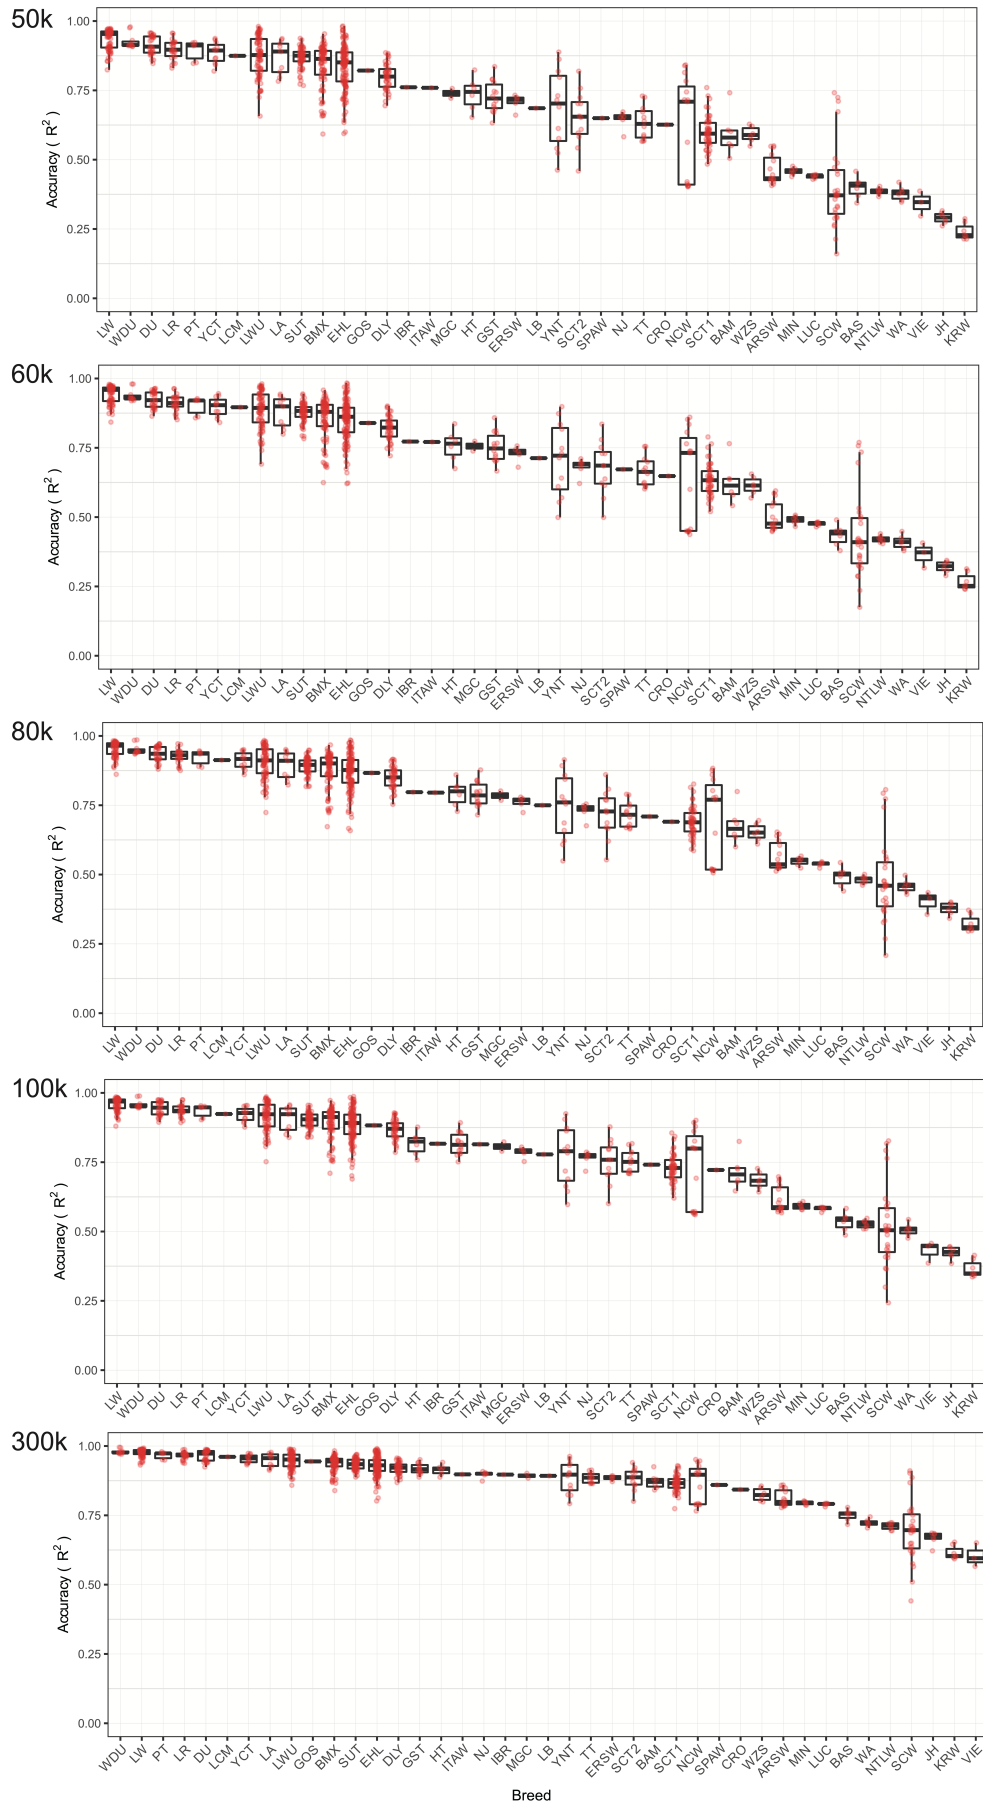 50k
Accuracy ( R² )
1.00
0.75
0.50
0.25
0.00
LW WDU DU LR PT YCT LCM LWU LA SUT BMX EHL GOS DLY IBR ITAW MGC HT GST ERSW LB YNT SCT2 SPAW NJ TT CRO NCW SCT1 BAM WZS ARSW MIN LUC SCW BAS NTLW WA VIE JH KRW
60k
Accuracy ( R² )
1.00
0.75
0.50
0.25
0.00
LW WDU DU LR PT YCT LCM LWU LA SUT BMX EHL GOS DLY IBR ITAW HT MGC GST ERSW LB YNT NJ SCT2 SPAW TT CRO NCW SCT1 BAM WZS ARSW MIN LUC BAS SCW NTLW WA VIE JH KRW
80k
Accuracy ( R² )
1.00
0.75
0.50
0.25
0.00
LW WDU DU LR PT LCM YCT LWU LA SUT BMX EHL GOS DLY IBR ITAW HT GST MGC ERSW LB YNT NJ SCT2 TT SPAW CRO SCT1 NCW BAM WZS ARSW MIN LUC BAS NTLW SCW WA VIE JH KRW
100k
Accuracy ( R² )
1.00
0.75
0.50
0.25
0.00
LW WDU DU LR PT LCM YCT LWU LA SUT BMX EHL GOS DLY HT IBR GST ITAW MGC ERSW LB YNT NJ SCT2 TT SPAW SCT1 NCW CRO BAM WZS ARSW MIN LUC BAS NTLW SCW WA VIE JH KRW
300k
Accuracy ( R² )
1.00
0.75
0.50
0.25
0.00
WDU LW PT LR DU LCM YCT LA LWU GOS BMX SUT EHL DLY GST HT ITAW NJ IBR MGC LB YNT TT ERSW SCT2 BAM SCT1 NCW SPAW CRO WZS ARSW MIN LUC BAS WA NTLW SCW JH KRW VIE
Breed